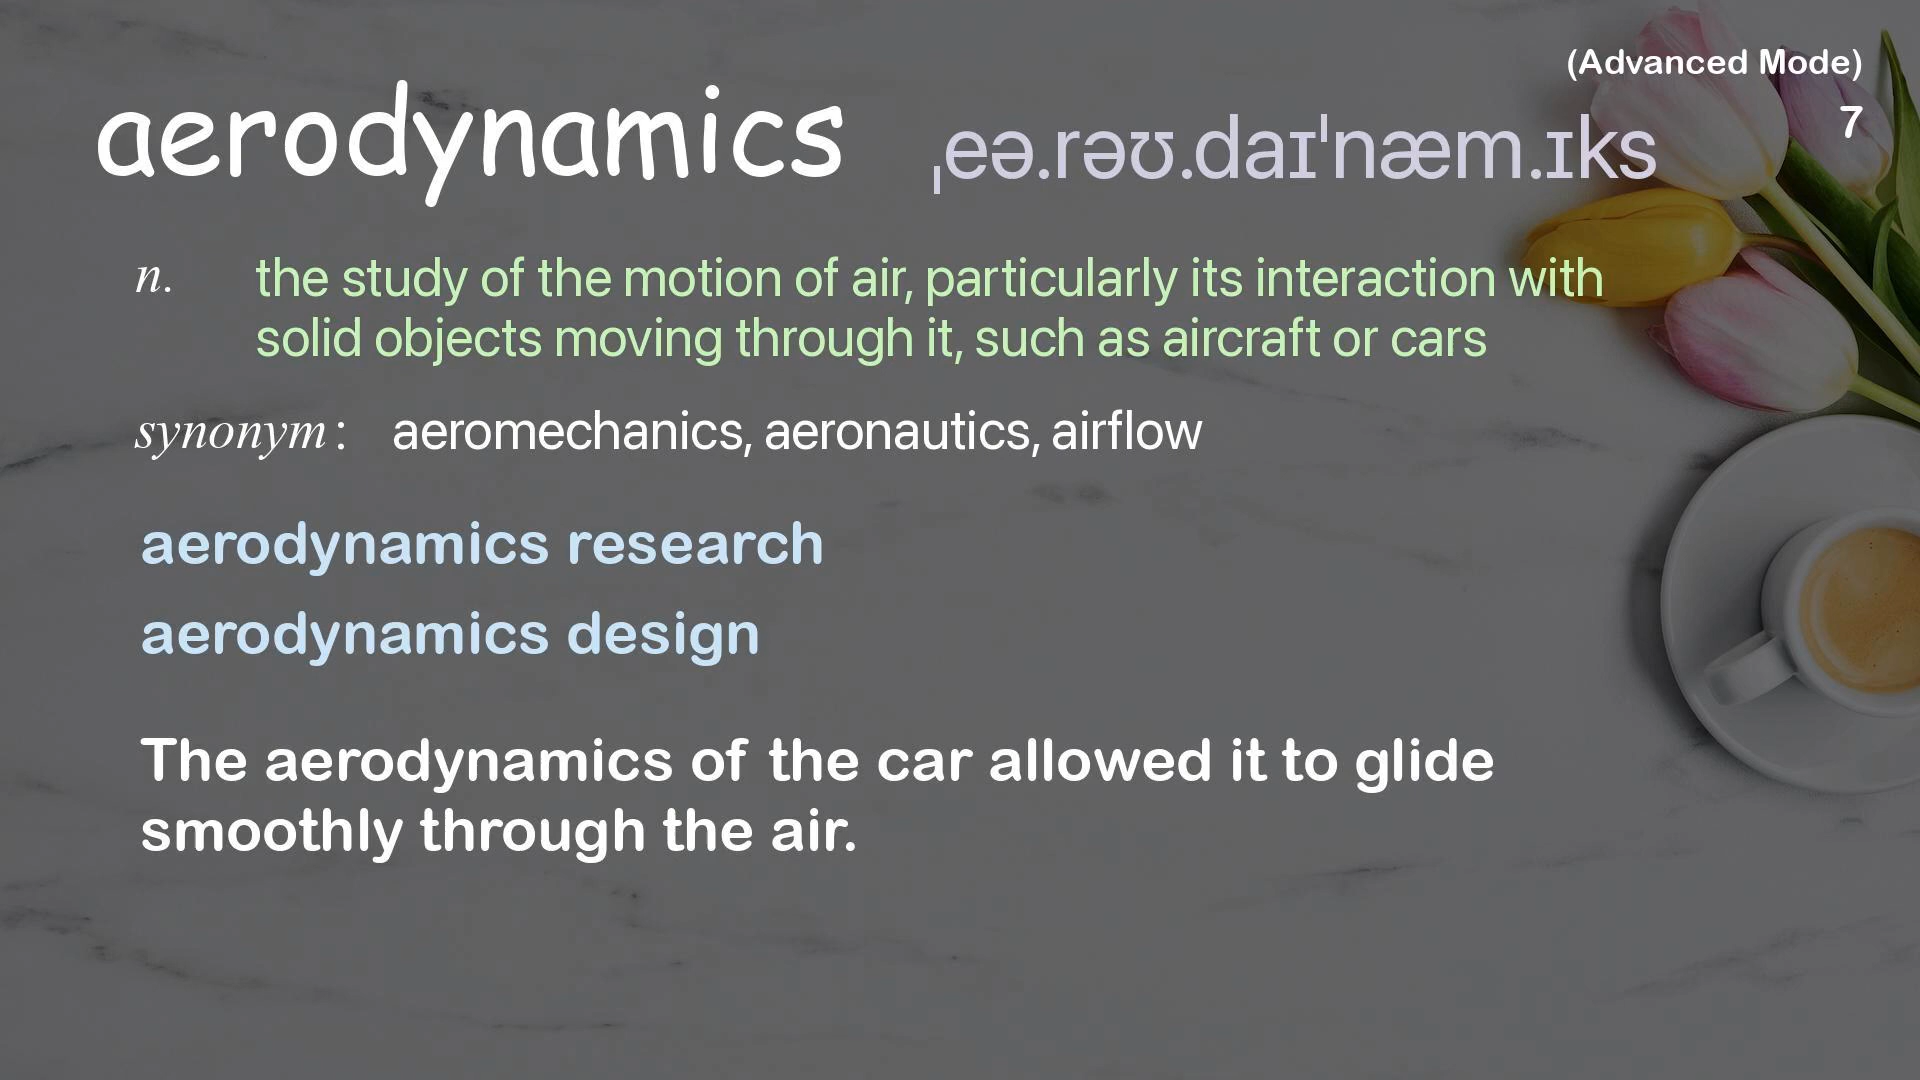 (Advanced Mode)
7
aerodynamics ˌeə.rəʊ.daɪˈnæm.ɪks
n. the study of the motion of air, particularly its interaction with
solid objects moving through it, such as aircraft or cars
synonym: aeromechanics, aeronautics, airflow
aerodynamics research
aerodynamics design
The aerodynamics of the car allowed it to glide
smoothly through the air.